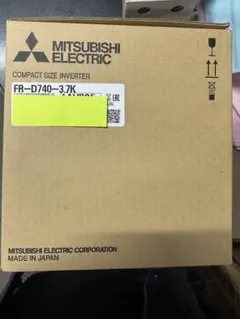 MITSUBISHI
ELECTRIC
COMPACT SIZE INVERTER
FR-D740-3.7K
MITSUBISHI ELECTRIC CORPORATION
MADE IN JAPAN